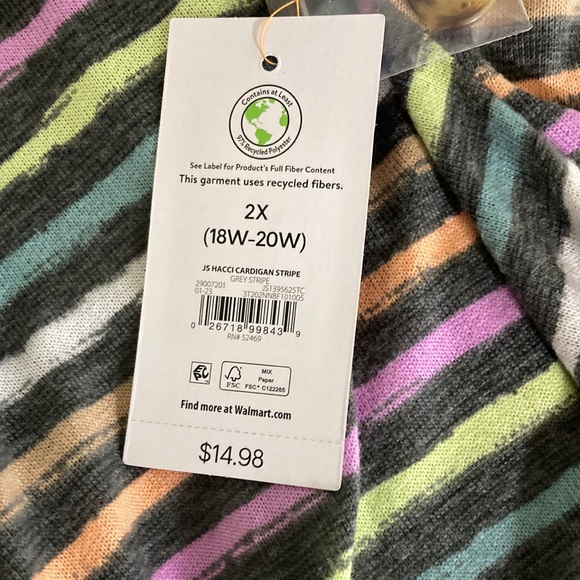 Contains at Least
97% Recycled Polyester
See Label for Product's Full Fiber Content
This garment uses recycled fibers.
2X
(18W-20W)
JS HACCI CARDIGAN STRIPE
GREY STRIPE
29007201 JS139562STC
01-23 3T202NNBF101005
0 26718 99843 9
RN# 52469
FSC
MIX
Paper
FSC® C122265
Find more at Walmart.com
$14.98